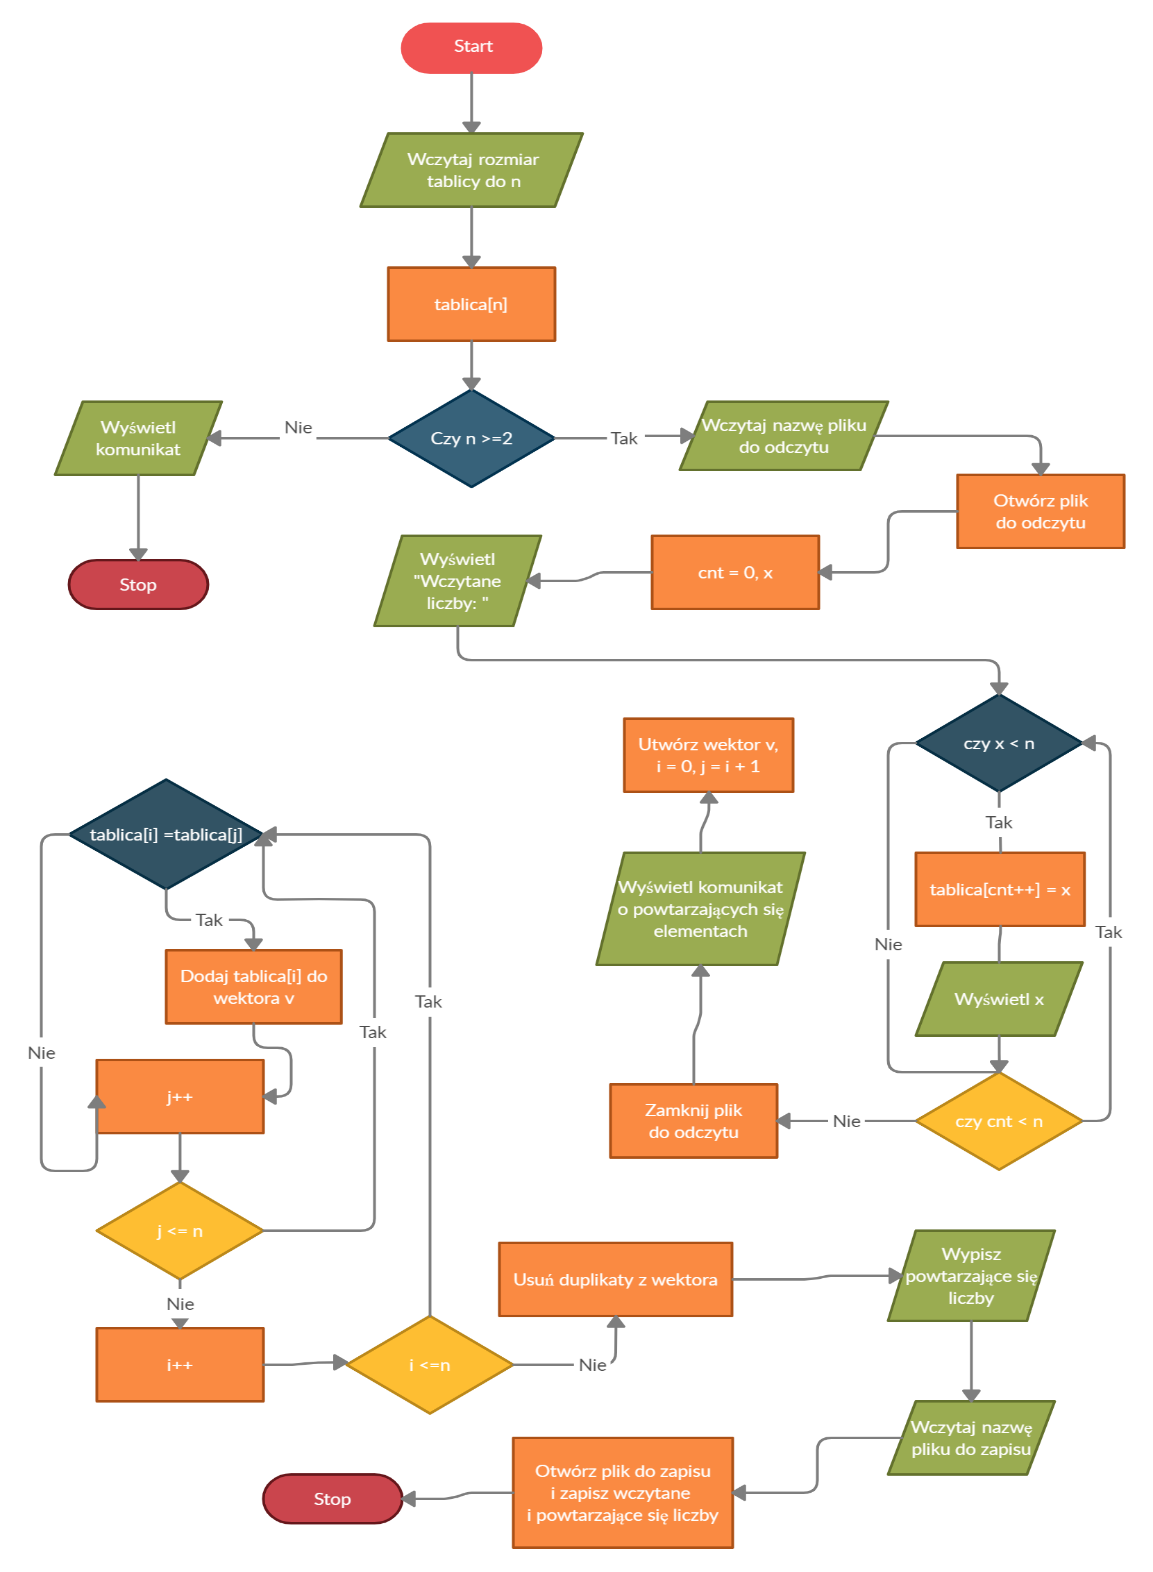 Start
Wczytaj rozmiar
tablicy do n
tablica[n]
Czy n >=2
Nie
Tak
Wyświetl
komunikat
Stop
Wczytaj nazwę pliku
do odczytu
Otwórz plik
do odczytu
cnt = 0, x
Wyświetl
"Wczytane
liczby: "
czy x < n
Tak
tablica[cnt++] = x
Nie
Tak
Wyświetl x
czy cnt < n
Nie
Zamknij plik
do odczytu
Wyświetl komunikat
o powtarzających się
elementach
Utwórz wektor v,
i = 0, j = i + 1
tablica[i] =tablica[j]
Tak
Dodaj tablica[i] do
wektora v
Nie
j++
Tak
Tak
j <= n
Nie
i++
i <=n
Nie
Usuń duplikaty z wektora
Wypisz
powtarzające się
liczby
Wczytaj nazwę
pliku do zapisu
Otwórz plik do zapisu
i zapisz wczytane
i powtarzające się liczby
Stop